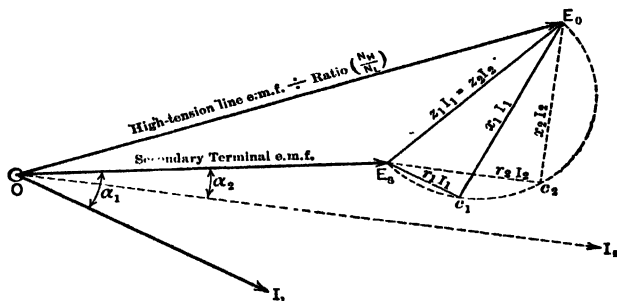 E₀
High-tension line e.m.f. ÷ Ratio (N_H/N_L)
z₁I₁ = z₂I₂
x₁I₁
x₂I₂
Secondary Terminal e.m.f.
O
α₁
α₂
Eₛ
r₁I₁
r₂I₂
c₁
c₂
I₁
I₂